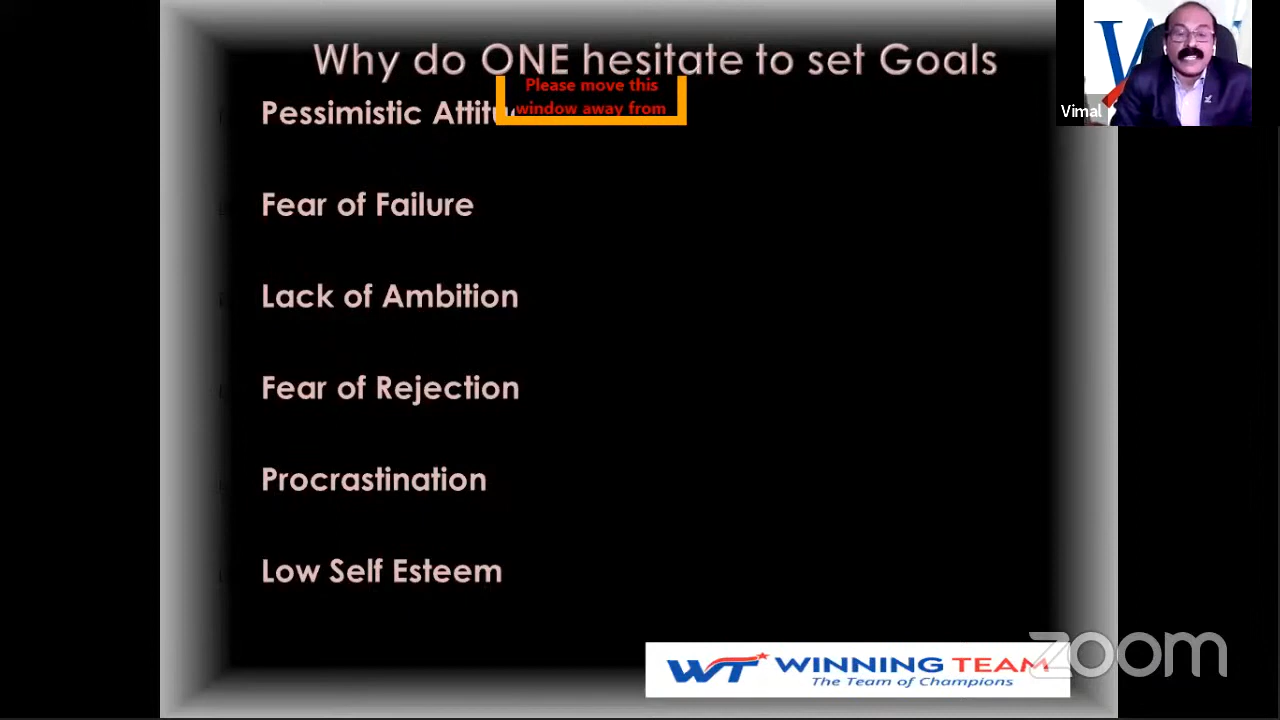 Why do ONE hesitate to set Goals
Please move this
window away from
Pessimistic
Fear of Failure
Lack of Ambition
Fear of Rejection
Procrastination
Low Self Esteem
Vimal
WT WINNING TEAM
The Team of Champions
zoom